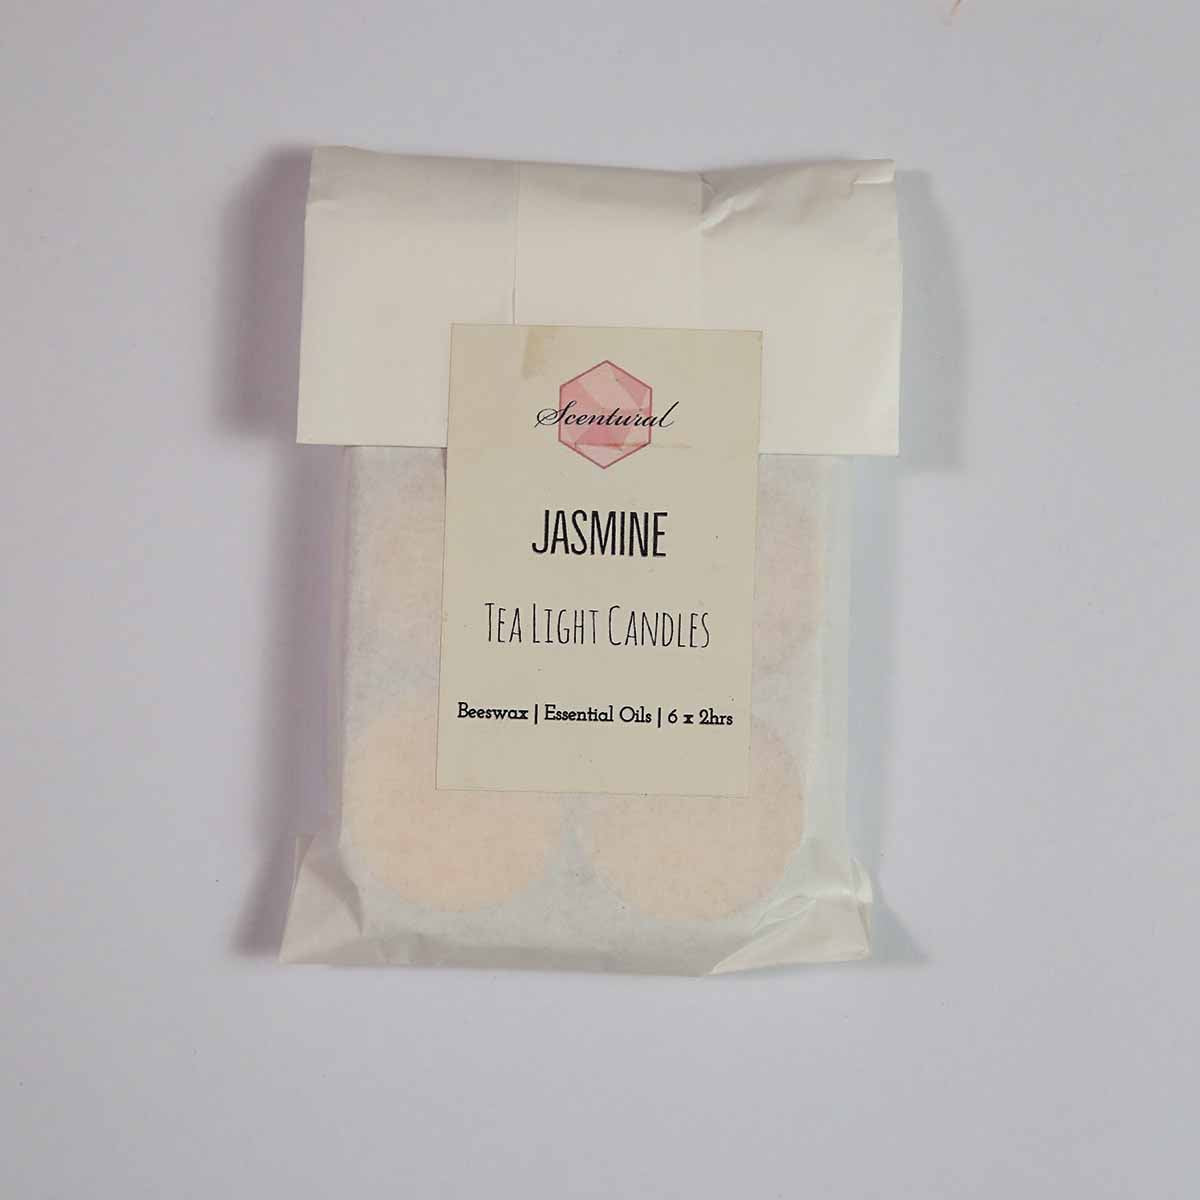 Scentural
JASMINE
TEA LIGHT CANDLES
Beeswax | Essential Oils | 6 x 2hrs